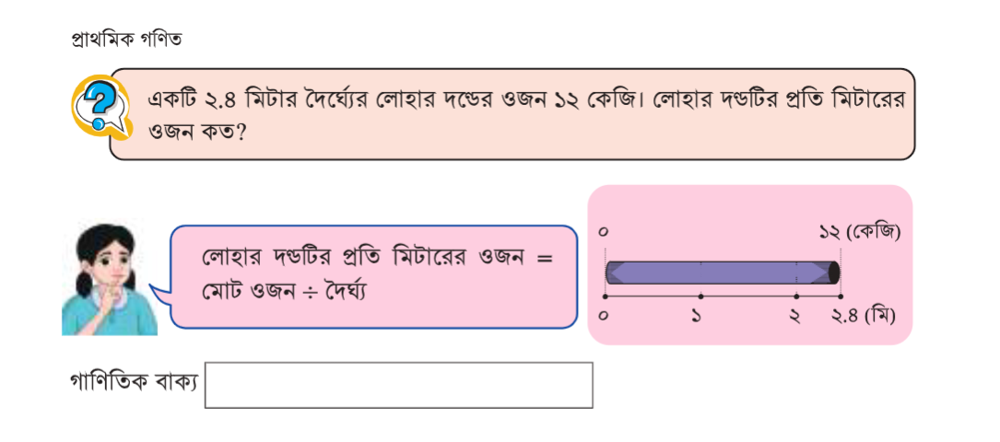 প্রাথমিক গণিত
?
একটি ২.৪ মিটার দৈর্ঘ্যের লোহার দন্ডের ওজন ১২ কেজি। লোহার দণ্ডটির প্রতি মিটারের
ওজন কত?
০ ১২ (কেজি)
লোহার দণ্ডটির প্রতি মিটারের ওজন =
মোট ওজন ÷ দৈর্ঘ্য
০ ১ ২ ২.৪ (মি)
গাণিতিক বাক্য